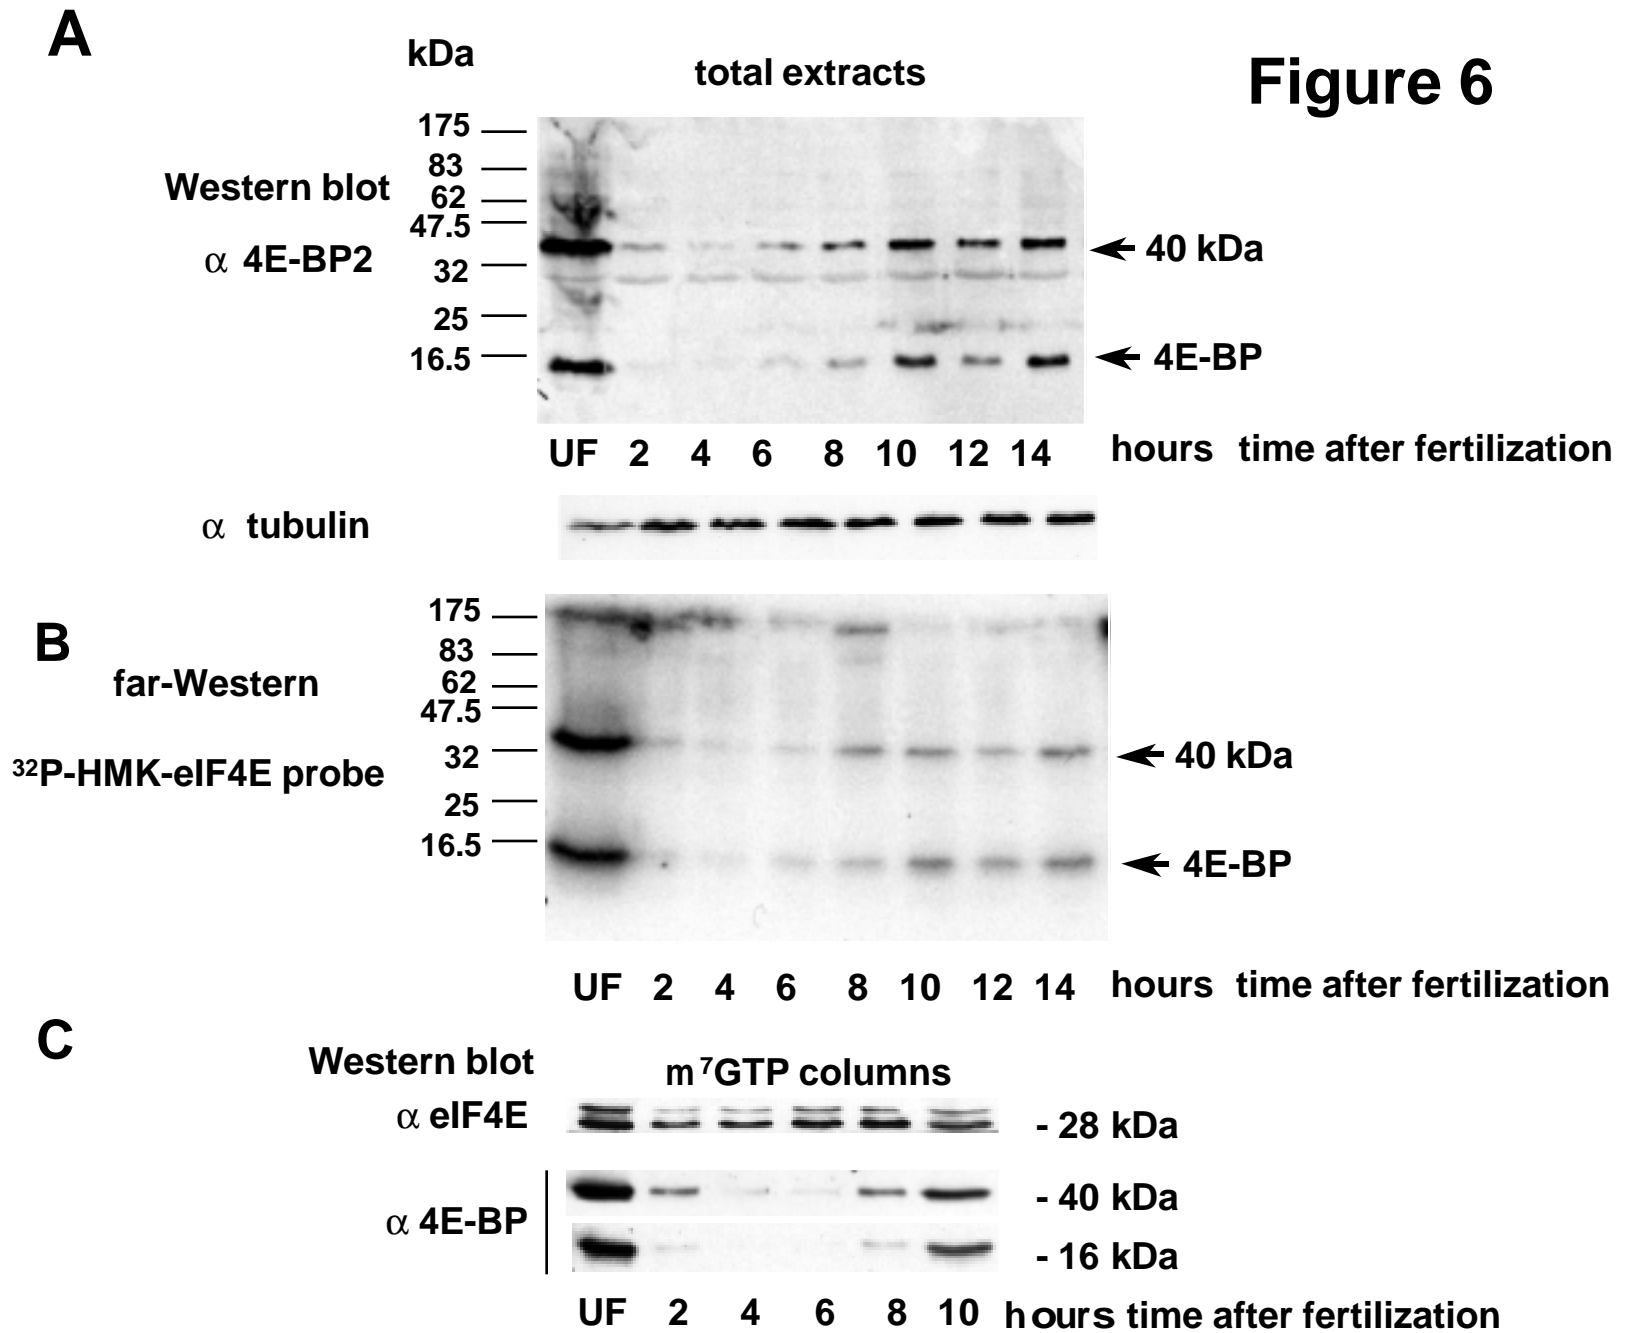 A
kDa
total extracts
Figure 6
175
83
Western blot
62
47.5
α 4E-BP2
40 kDa
32
25
16.5
4E-BP
UF 2 4 6 8 10 12 14 hours time after fertilization
α tubulin
B
175
83
far-Western
62
47.5
32
40 kDa
³²P-HMK-eIF4E probe
25
16.5
4E-BP
UF 2 4 6 8 10 12 14 hours time after fertilization
C
Western blot
m⁷GTP columns
α eIF4E
- 28 kDa
- 40 kDa
α 4E-BP
- 16 kDa
UF 2 4 6 8 10 hours time after fertilization